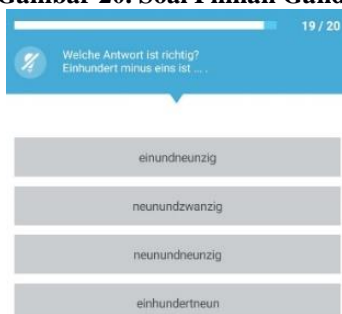 Gambar 20. Soal Pilihan Ganda
19 / 20
Welche Antwort ist richtig?
Einhundert minus eins ist ... .
einundneunzig
neunundzwanzig
neunundneunzig
einhundertneun